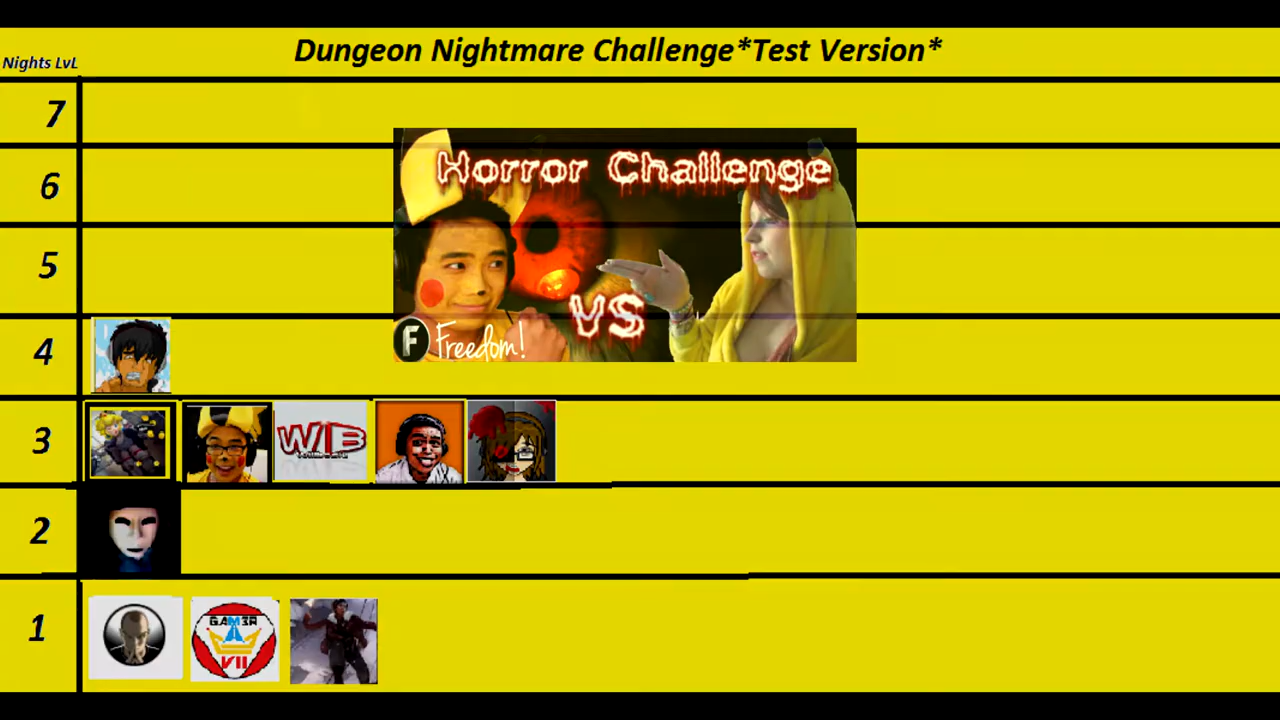 Dungeon Nightmare Challenge*Test Version*
Nights LvL
7
Horror Challenge
6
5
VS
F Freedom!
4
3
WIB
2
1
GAM3R
VII